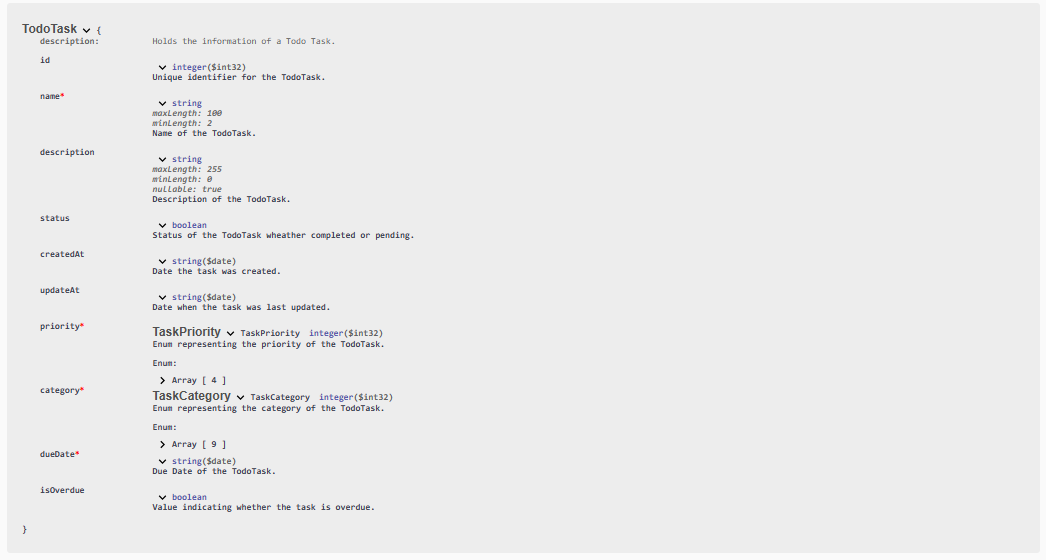 TodoTask {
description: Holds the information of a Todo Task.
id
integer($int32)
Unique identifier for the TodoTask.
name*
string
maxLength: 100
minLength: 2
Name of the TodoTask.
description
string
maxLength: 255
minLength: 0
nullable: true
Description of the TodoTask.
status
boolean
Status of the TodoTask wheather completed or pending.
createdAt
string($date)
Date the task was created.
updateAt
string($date)
Date when the task was last updated.
priority*
TaskPriority TaskPriority integer($int32)
Enum representing the priority of the TodoTask.
Enum:
Array [ 4 ]
category*
TaskCategory TaskCategory integer($int32)
Enum representing the category of the TodoTask.
Enum:
Array [ 9 ]
dueDate*
string($date)
Due Date of the TodoTask.
isOverdue
boolean
Value indicating whether the task is overdue.
}